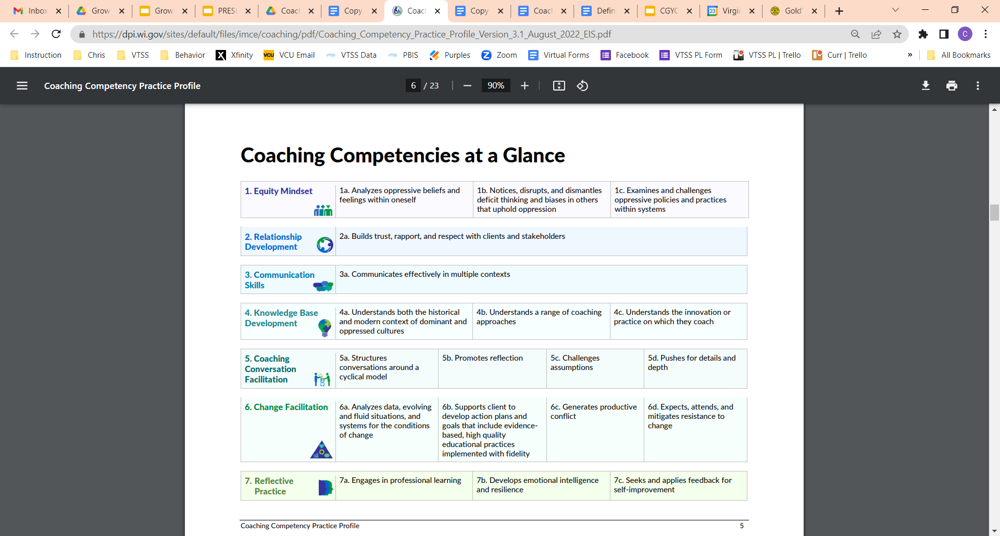 Inbox
Grow
Grow
PRES
Coacl
Copy
Coacl
Copy
Coacl
Defin
CGYC
23
Virgir
Gold'
https://dpi.wi.gov/sites/default/files/imce/coaching/pdf/Coaching_Competency_Practice_Profile_Version_3.1_August_2022_EIS.pdf
C
Instruction
Chris
VTSS
Behavior
X Xfinity
VCU VCU Email
VTSS VTSS Data
VTSS PBIS
Purples
Z Zoom
Virtual Forms
Facebook
VTSS PL Form
VTSS PL | Trello
Curr | Trello
»
All Bookmarks
Coaching Competency Practice Profile
6 / 23
90%
Coaching Competencies at a Glance
1. Equity Mindset
1a. Analyzes oppressive beliefs and
feelings within oneself
1b. Notices, disrupts, and dismantles
deficit thinking and biases in others
that uphold oppression
1c. Examines and challenges
oppressive policies and practices
within systems
2. Relationship
Development
2a. Builds trust, rapport, and respect with clients and stakeholders
3. Communication
Skills
3a. Communicates effectively in multiple contexts
4. Knowledge Base
Development
4a. Understands both the historical
and modern context of dominant and
oppressed cultures
4b. Understands a range of coaching
approaches
4c. Understands the innovation or
practice on which they coach
5. Coaching
Conversation
Facilitation
5a. Structures
conversations around a
cyclical model
5b. Promotes reflection
5c. Challenges
assumptions
5d. Pushes for details and
depth
6. Change Facilitation
6a. Analyzes data, evolving
and fluid situations, and
systems for the conditions
of change
6b. Supports client to
develop action plans and
goals that include evidence-
based, high quality
educational practices
implemented with fidelity
6c. Generates productive
conflict
6d. Expects, attends, and
mitigates resistance to
change
7. Reflective
Practice
7a. Engages in professional learning
7b. Develops emotional intelligence
and resilience
7c. Seeks and applies feedback for
self-improvement
Coaching Competency Practice Profile
5